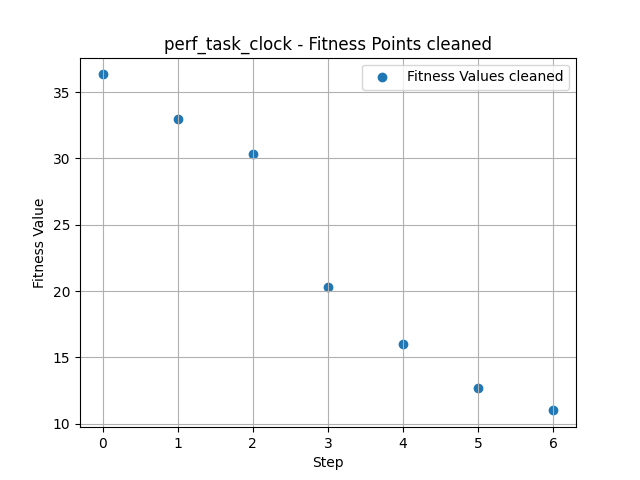 perf_task_clock - Fitness Points cleaned
Fitness Values cleaned
Fitness Value
35
30
25
20
15
10
0 1 2 3 4 5 6
Step